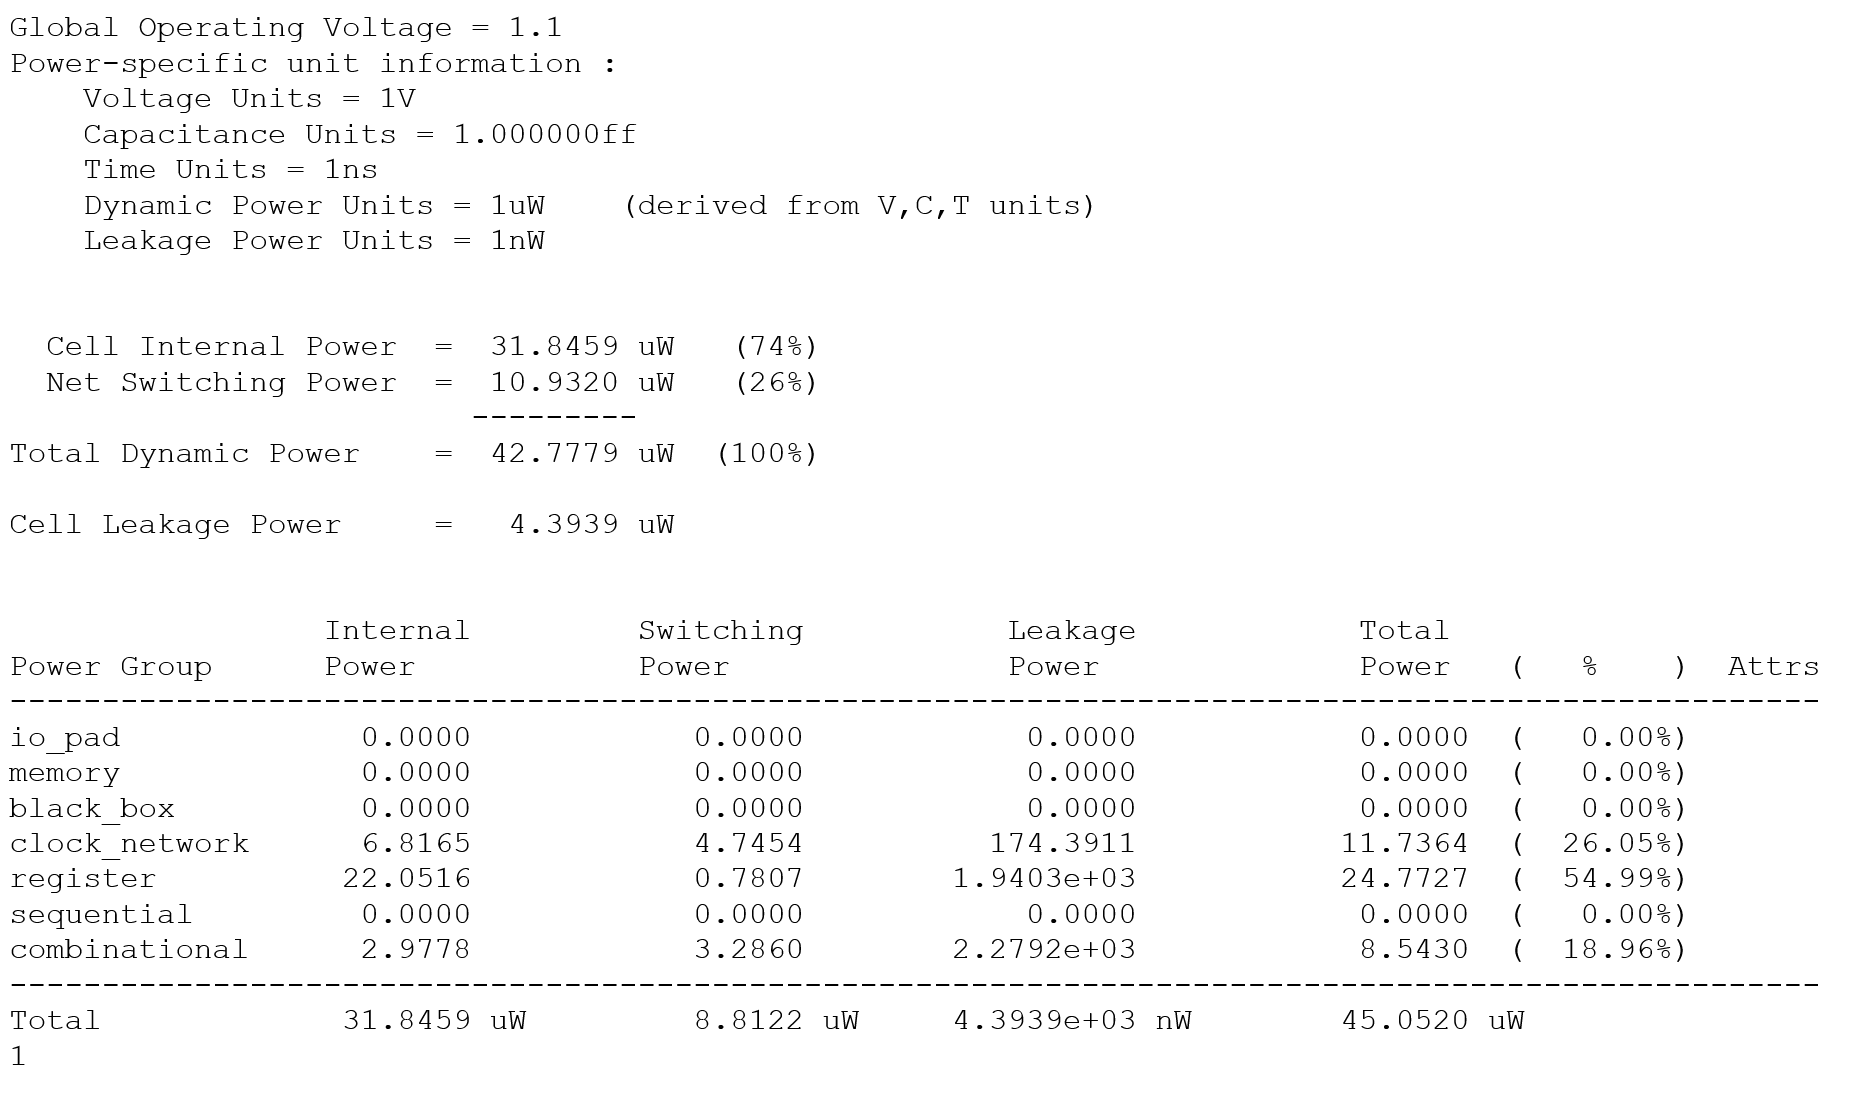 Global Operating Voltage = 1.1
Power-specific unit information :
    Voltage Units = 1V
    Capacitance Units = 1.000000ff
    Time Units = 1ns
    Dynamic Power Units = 1uW    (derived from V,C,T units)
    Leakage Power Units = 1nW
  Cell Internal Power  =  31.8459 uW   (74%)
  Net Switching Power  =  10.9320 uW   (26%)
                         ---------
Total Dynamic Power    =  42.7779 uW  (100%)
Cell Leakage Power     =   4.3939 uW
                 Internal         Switching           Leakage            Total
Power Group      Power            Power               Power              Power   (   %    )  Attrs
--------------------------------------------------------------------------------------------------
io_pad             0.0000            0.0000            0.0000            0.0000  (   0.00%)
memory             0.0000            0.0000            0.0000            0.0000  (   0.00%)
black_box          0.0000            0.0000            0.0000            0.0000  (   0.00%)
clock_network      6.8165            4.7454          174.3911           11.7364  (  26.05%)
register          22.0516            0.7807        1.9403e+03           24.7727  (  54.99%)
sequential         0.0000            0.0000            0.0000            0.0000  (   0.00%)
combinational      2.9778            3.2860        2.2792e+03            8.5430  (  18.96%)
--------------------------------------------------------------------------------------------------
Total             31.8459 uW         8.8122 uW     4.3939e+03 nW        45.0520 uW
1